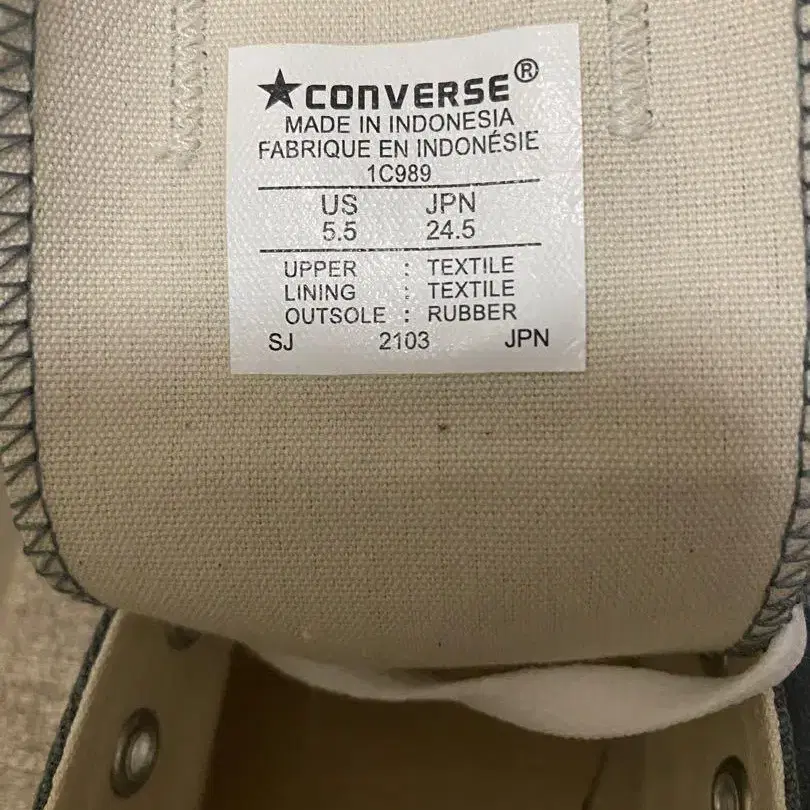 ★CONVERSE®
MADE IN INDONESIA
FABRIQUE EN INDONÉSIE
1C989
US JPN
5.5 24.5
UPPER : TEXTILE
LINING : TEXTILE
OUTSOLE : RUBBER
SJ 2103 JPN